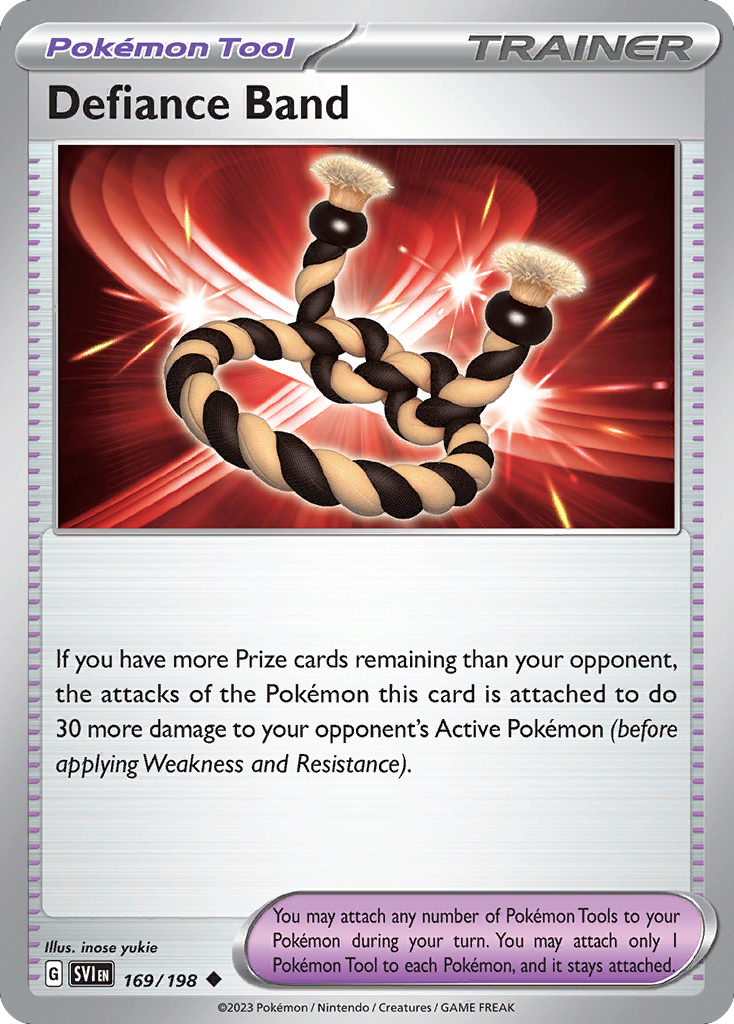 Pokémon Tool
TRAINER
Defiance Band
If you have more Prize cards remaining than your opponent,
the attacks of the Pokémon this card is attached to do
30 more damage to your opponent's Active Pokémon (before
applying Weakness and Resistance).
You may attach any number of Pokémon Tools to your
Pokémon during your turn. You may attach only 1
Pokémon Tool to each Pokémon, and it stays attached.
Illus. inose yukie
G SVI EN 169/198
©2023 Pokémon / Nintendo / Creatures / GAME FREAK